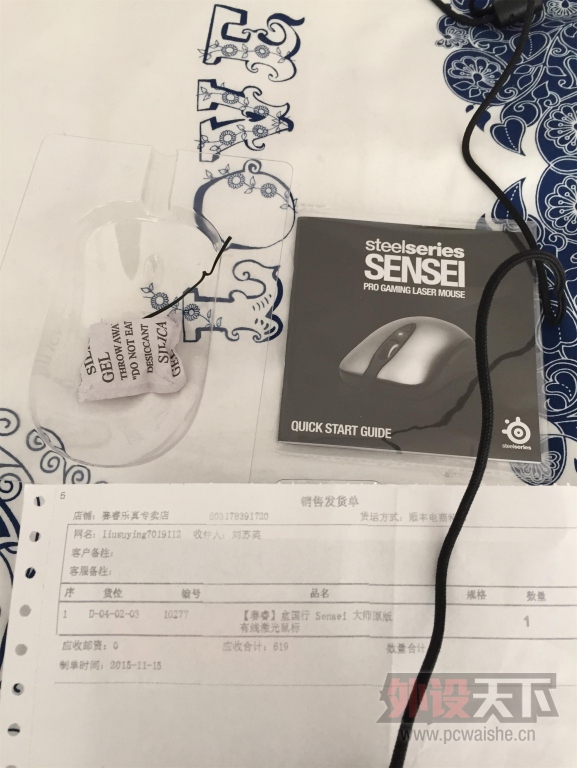 steelseries
SENSEI
PRO GAMING LASER MOUSE
QUICK START GUIDE
steelseries
GEL
THROW AWA
"DO NOT EAT
DESICCANT
SILICA
GEL
5
销售发货单
店铺：赛睿乐真专卖店
货运方式：顺丰电商
网名：liusuying7019112 收件人：刘苏英
客户备注：
客服备注：
序 货位 编号 品名 规格 数量
1 D-04-02-03 10277 【赛睿】盒国行 Sensei 大师原版 1
有线激光鼠标
应收邮费：0 应收合计：619 数量合计
制单时间：2015-11-15
外设天下
www.pcwaishe.cn